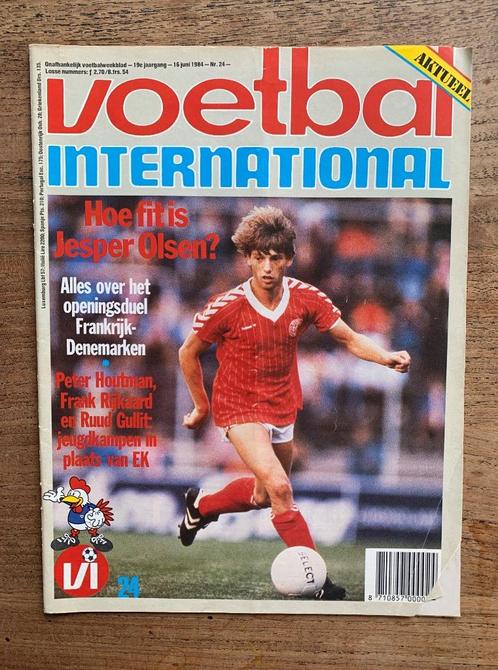 Onafhankelijk voetbalweekblad — 19e jaargang — 16 juni 1984 — Nr. 24 —
Losse nummers: ƒ 2,70/B.frs. 54
AKTUEEL
voetbal
INTERNATIONAL
Hoe fit is
Jesper Olsen?
Alles over het
openingsduel
Frankrijk-
Denemarken
Peter Houtman,
Frank Rijkaard
en Ruud Gullit:
jeugdkampen in
plaats van EK
VI
24
SELECT
8 710857 0000